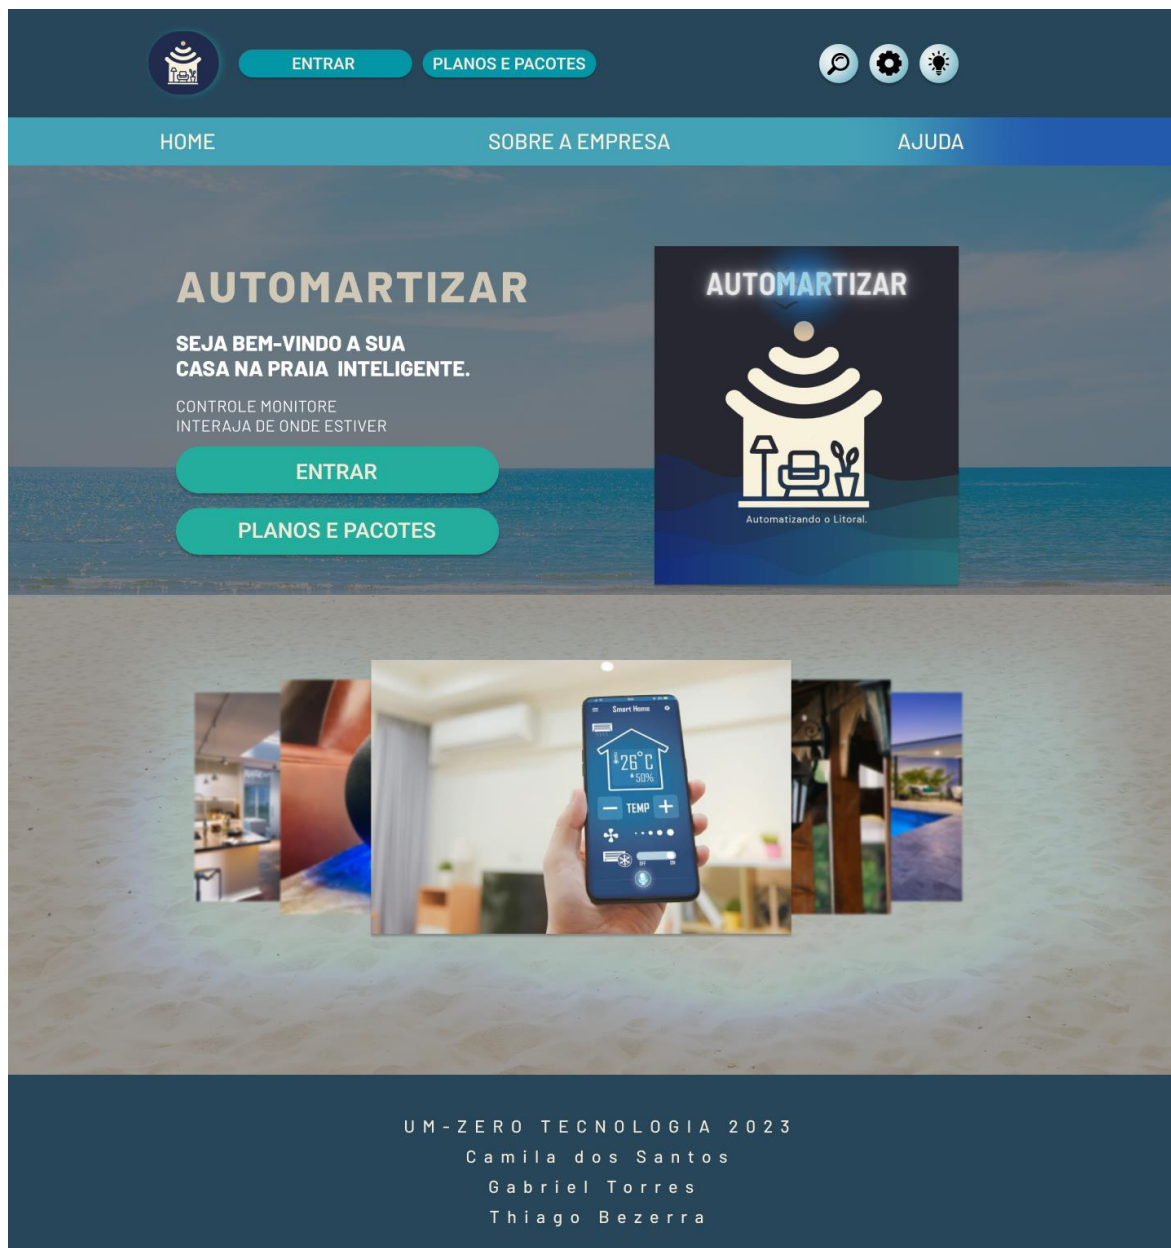 ENTRAR
PLANOS E PACOTES
HOME
SOBRE A EMPRESA
AJUDA
AUTOMARTIZAR
SEJA BEM-VINDO A SUA
CASA NA PRAIA INTELIGENTE.
CONTROLE MONITORE
INTERAJA DE ONDE ESTIVER
ENTRAR
PLANOS E PACOTES
AUTOMARTIZAR
Automatizando o Litoral.
Smart Home
26°C
50%
TEMP
OFF ON
UM-ZERO TECNOLOGIA 2023
Camila dos Santos
Gabriel Torres
Thiago Bezerra